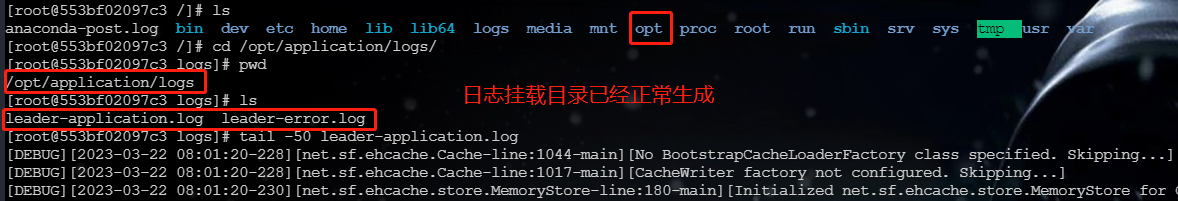 [root@553bf02097c3 /]# ls
anaconda-post.log bin dev etc home lib lib64 logs media mnt opt proc root run sbin srv sys tmp usr var
[root@553bf02097c3 /]# cd /opt/application/logs/
[root@553bf02097c3 logs]# pwd
/opt/application/logs
[root@553bf02097c3 logs]# ls
日志挂载目录已经正常生成
leader-application.log leader-error.log
[root@553bf02097c3 logs]# tail -50 leader-application.log
[DEBUG][2023-03-22 08:01:20-228][net.sf.ehcache.Cache-line:1044-main][No BootstrapCacheLoaderFactory class specified. Skipping...]
[DEBUG][2023-03-22 08:01:20-228][net.sf.ehcache.Cache-line:1017-main][CacheWriter factory not configured. Skipping...]
[DEBUG][2023-03-22 08:01:20-230][net.sf.ehcache.store.MemoryStore-line:180-main][Initialized net.sf.ehcache.store.MemoryStore for